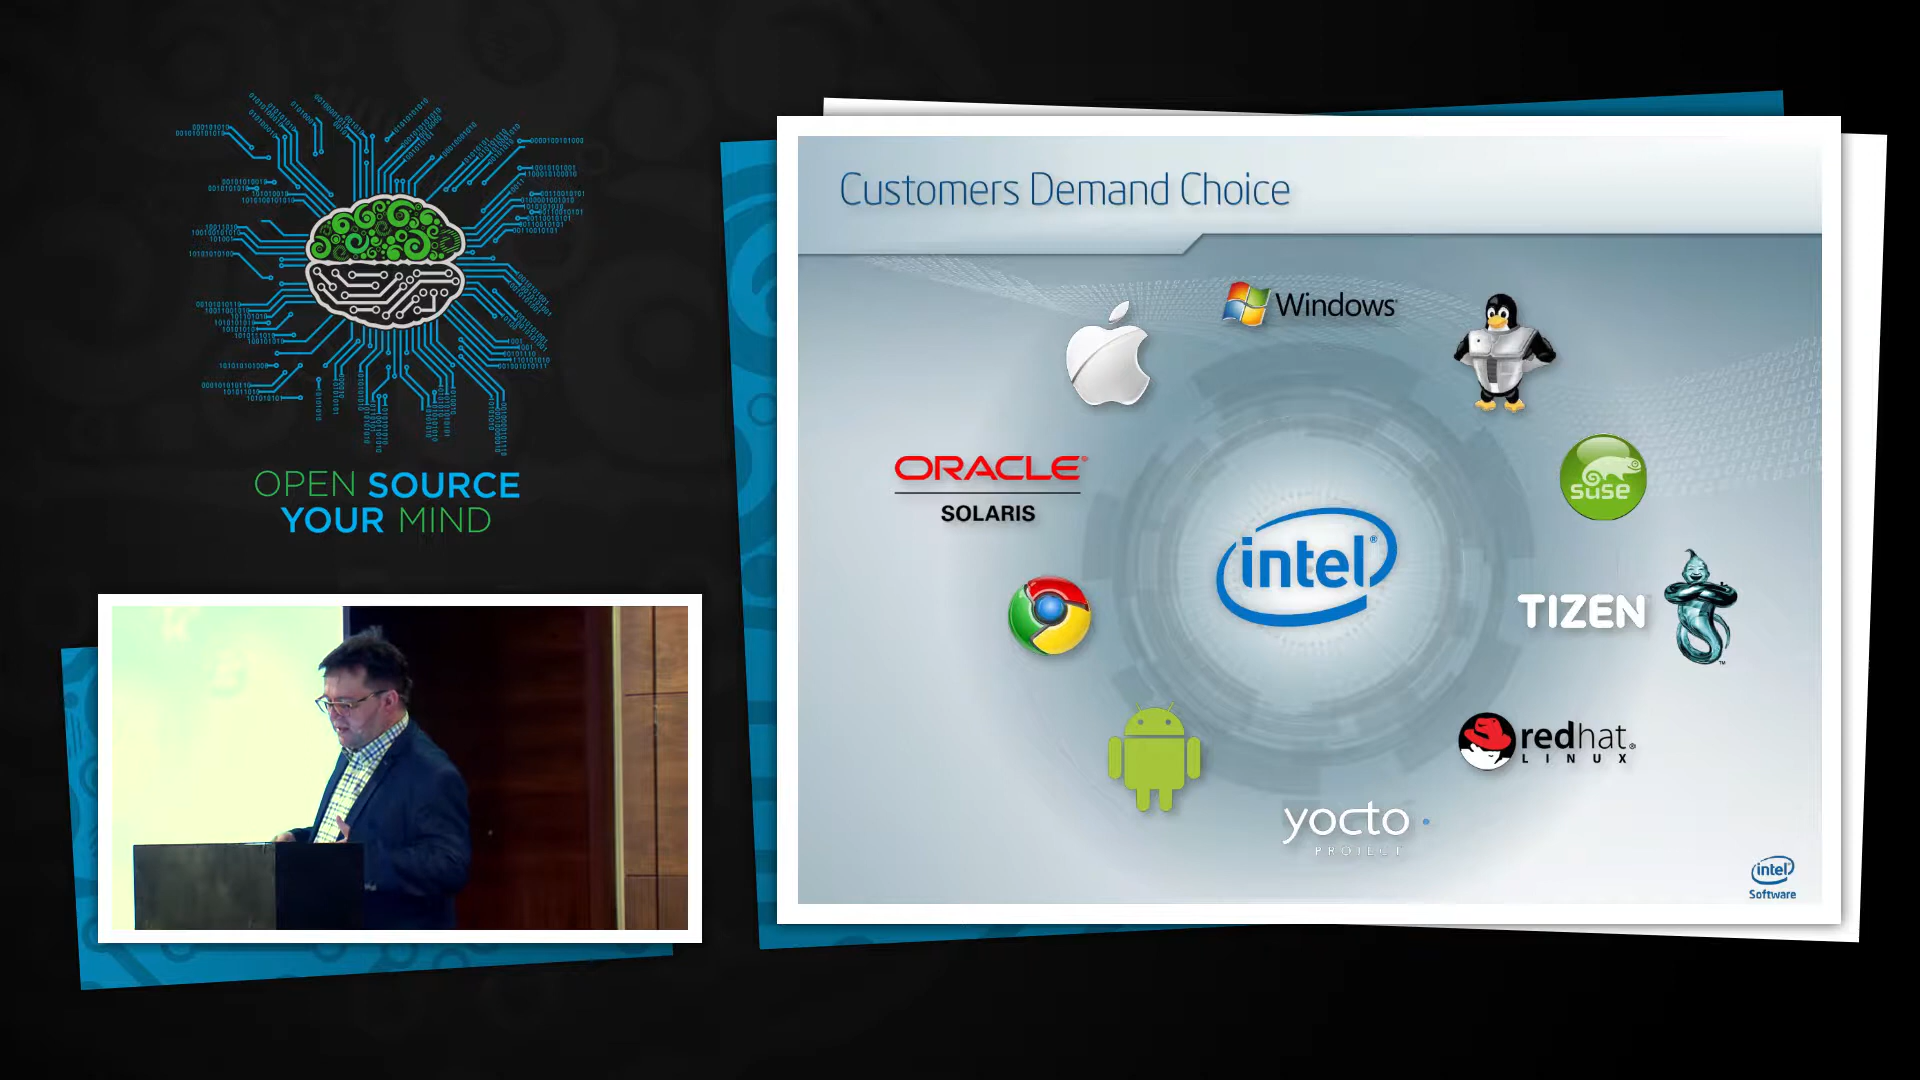 OPEN SOURCE
YOUR MIND
Customers Demand Choice
Windows
ORACLE®
SOLARIS
suse
intel®
TIZEN
™
redhat®
LINUX
yocto
PROJECT
intel
Software